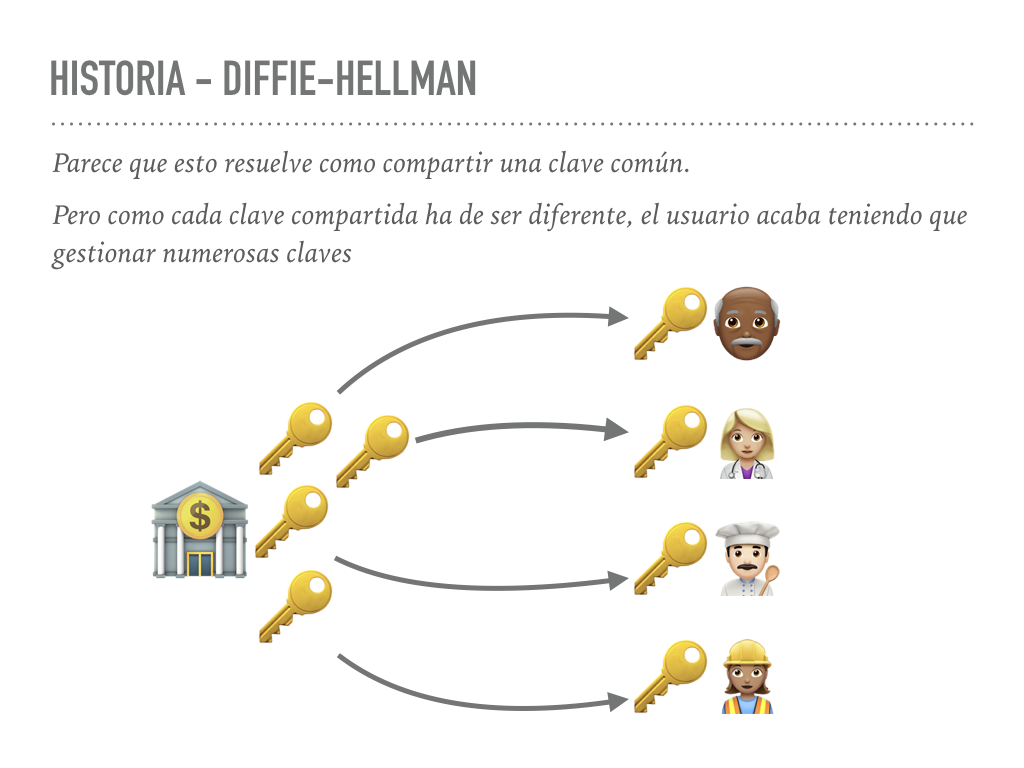 HISTORIA - DIFFIE-HELLMAN
Parece que esto resuelve como compartir una clave común.
Pero como cada clave compartida ha de ser diferente, el usuario acaba teniendo que
gestionar numerosas claves
$